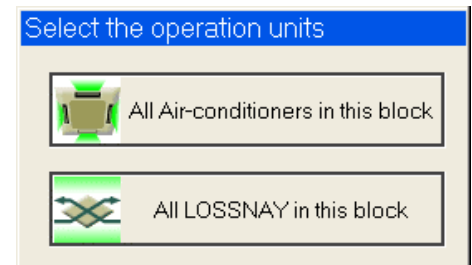 Select the operation units
All Air-conditioners in this block
All LOSSNAY in this block